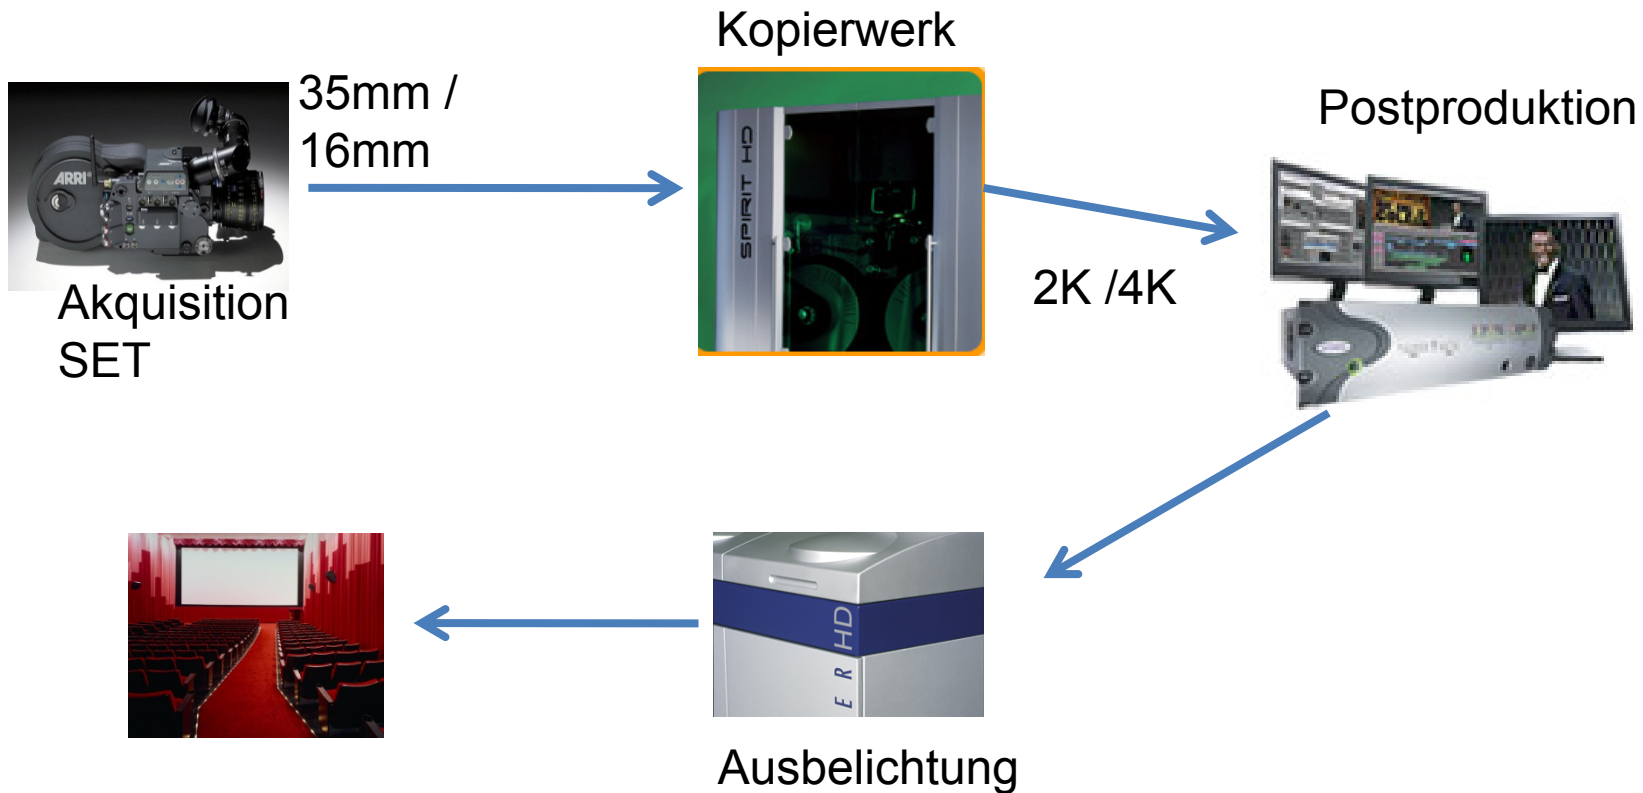 Kopierwerk
35mm /
16mm
Postproduktion
ARRI
SPIRIT HD
2K /4K
Akquisition
SET
HD
E R
Ausbelichtung